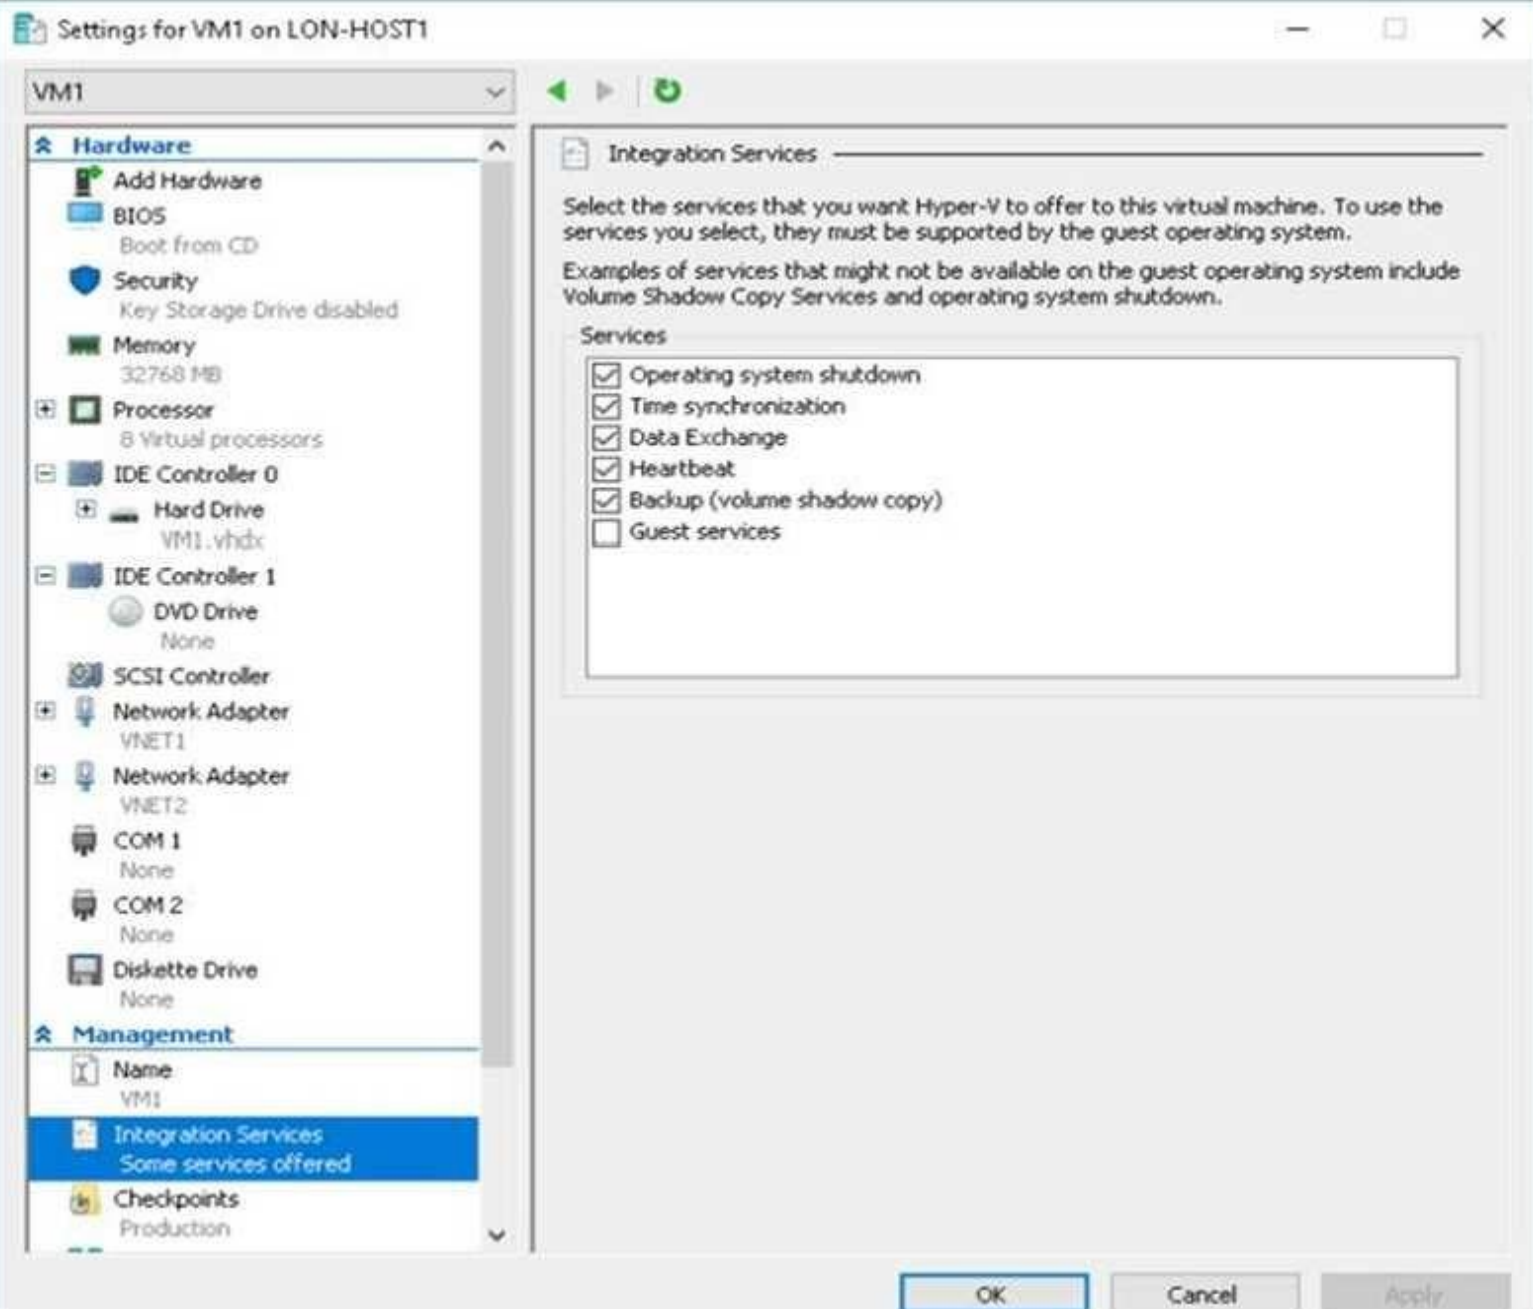 Settings for VM1 on LON-HOST1
VM1
Hardware
Add Hardware
BIOS
Boot from CD
Security
Key Storage Drive disabled
Memory
32768 MB
Processor
8 Virtual processors
IDE Controller 0
Hard Drive
VM1.vhdx
IDE Controller 1
DVD Drive
None
SCSI Controller
Network Adapter
VNET1
Network Adapter
VNET2
COM 1
None
COM 2
None
Diskette Drive
None
Management
Name
VM1
Integration Services
Some services offered
Checkpoints
Production
Integration Services
Select the services that you want Hyper-V to offer to this virtual machine. To use the
services you select, they must be supported by the guest operating system.
Examples of services that might not be available on the guest operating system include
Volume Shadow Copy Services and operating system shutdown.
Services
Operating system shutdown
Time synchronization
Data Exchange
Heartbeat
Backup (volume shadow copy)
Guest services
OK
Cancel
Apply